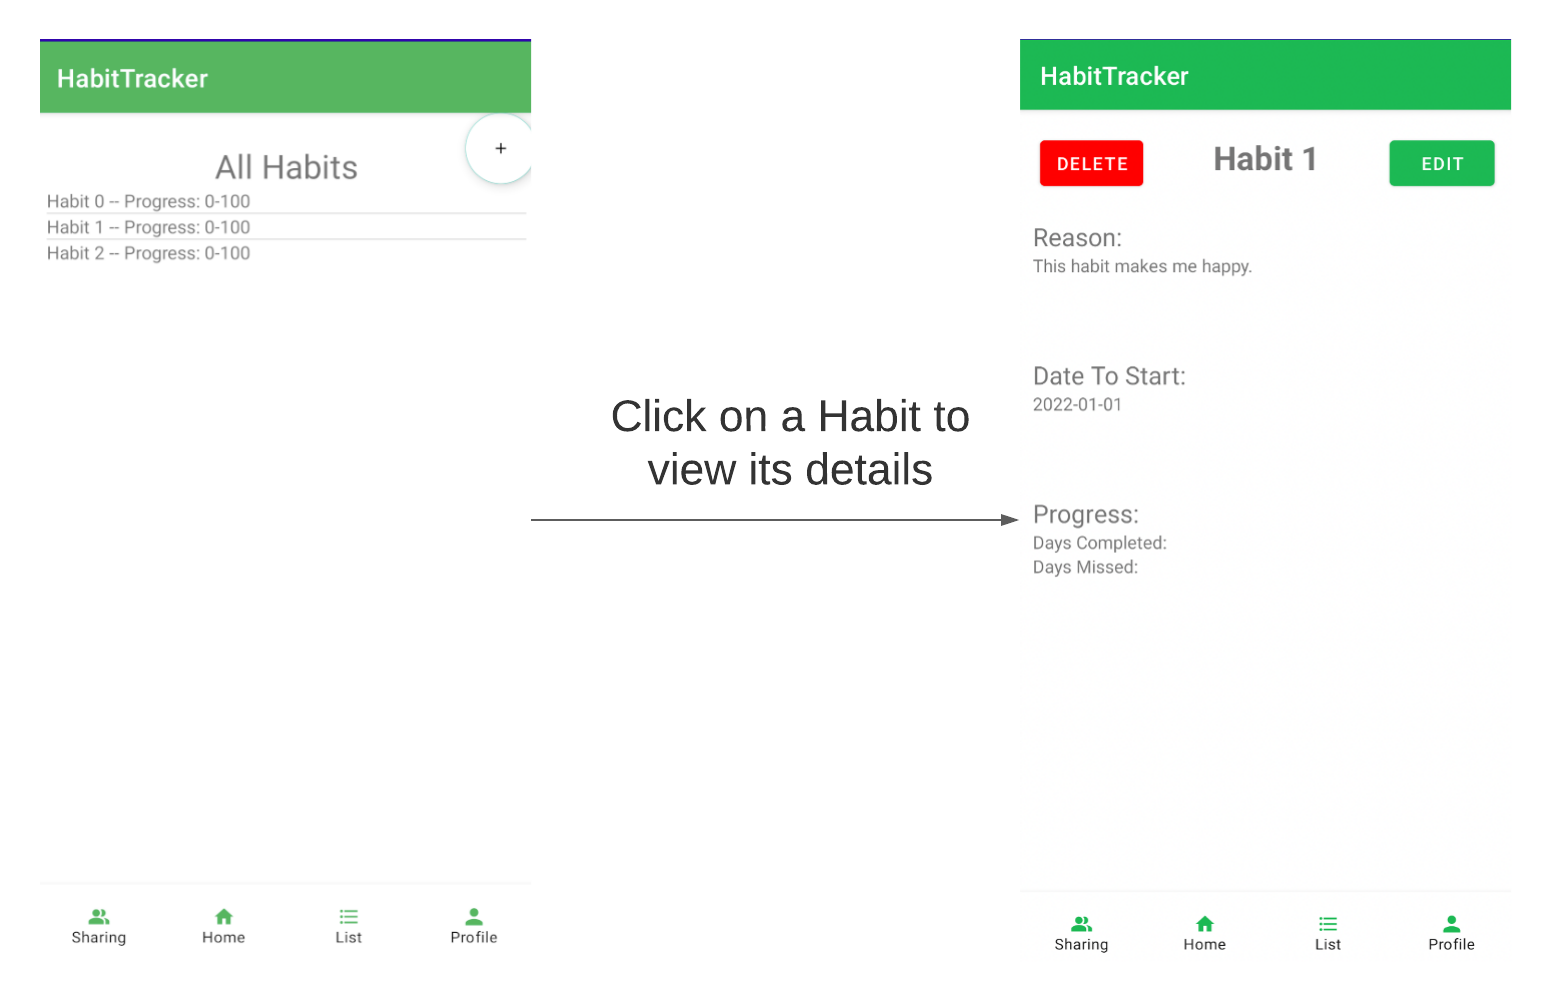 HabitTracker
+
All Habits
Habit 0 -- Progress: 0-100
Habit 1 -- Progress: 0-100
Habit 2 -- Progress: 0-100
Sharing
Home
List
Profile
Click on a Habit to
view its details
HabitTracker
DELETE
Habit 1
EDIT
Reason:
This habit makes me happy.
Date To Start:
2022-01-01
Progress:
Days Completed:
Days Missed:
Sharing
Home
List
Profile